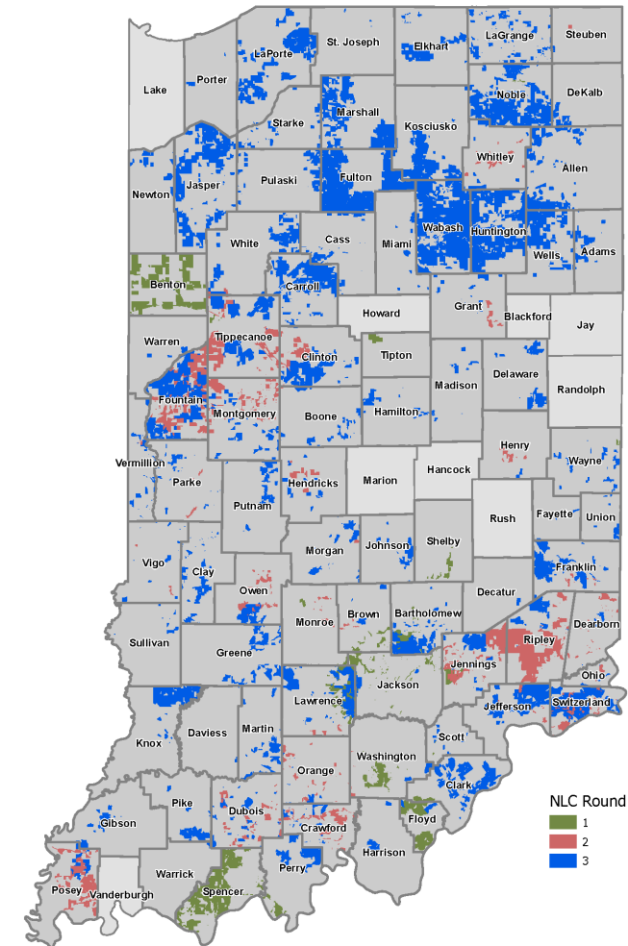 St. Joseph
LaGrange
Steuben
Elkhart
LaPorte
Porter
Lake
Noble
DeKalb
Marshall
Starke
Kosciusko
Whitley
Allen
Newton
Jasper
Pulaski
Fulton
Wabash
Huntington
White
Cass
Miami
Wells
Adams
Benton
Carroll
Howard
Grant
Blackford
Jay
Warren
Tippecanoe
Clinton
Tipton
Madison
Delaware
Randolph
Fountain
Montgomery
Boone
Hamilton
Henry
Wayne
Vermillion
Parke
Putnam
Hendricks
Marion
Hancock
Rush
Fayette
Union
Vigo
Clay
Morgan
Johnson
Shelby
Franklin
Owen
Monroe
Brown
Bartholomew
Decatur
Dearborn
Ripley
Sullivan
Greene
Jennings
Jackson
Ohio
Lawrence
Jefferson
Switzerland
Knox
Daviess
Martin
Scott
Washington
Orange
Clark
Gibson
Pike
Dubois
Crawford
Floyd
Harrison
Perry
Posey
Vanderburgh
Warrick
Spencer
NLC Round
1
2
3